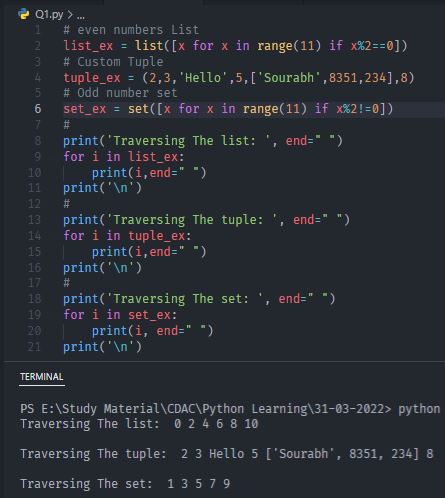 Q1.py > ...
1 # even numbers List
2 list_ex = list([x for x in range(11) if x%2==0])
3 # Custom Tuple
4 tuple_ex = (2,3,'Hello',5,['Sourabh',8351,234],8)
5 # Odd number set
6 set_ex = set([x for x in range(11) if x%2!=0])
7 #
8 print('Traversing The list: ', end=" ")
9 for i in list_ex:
10     print(i,end=" ")
11 print('\n')
12 #
13 print('Traversing The tuple: ', end=" ")
14 for i in tuple_ex:
15     print(i,end=" ")
16 print('\n')
17 #
18 print('Traversing The set: ', end=" ")
19 for i in set_ex:
20     print(i, end=" ")
21 print('\n')
TERMINAL
PS E:\Study Material\CDAC\Python Learning\31-03-2022> python
Traversing The list:  0 2 4 6 8 10
Traversing The tuple:  2 3 Hello 5 ['Sourabh', 8351, 234] 8
Traversing The set:  1 3 5 7 9